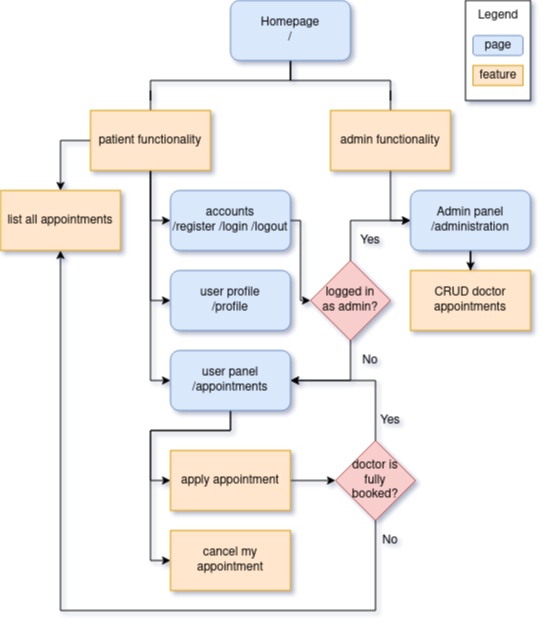 Homepage
/
Legend
page
feature
patient functionality
admin functionality
list all appointments
accounts
/register /login /logout
Admin panel
/administration
Yes
user profile
/profile
logged in
as admin?
CRUD doctor
appointments
No
user panel
/appointments
Yes
apply appointment
doctor is
fully
booked?
No
cancel my
appointment